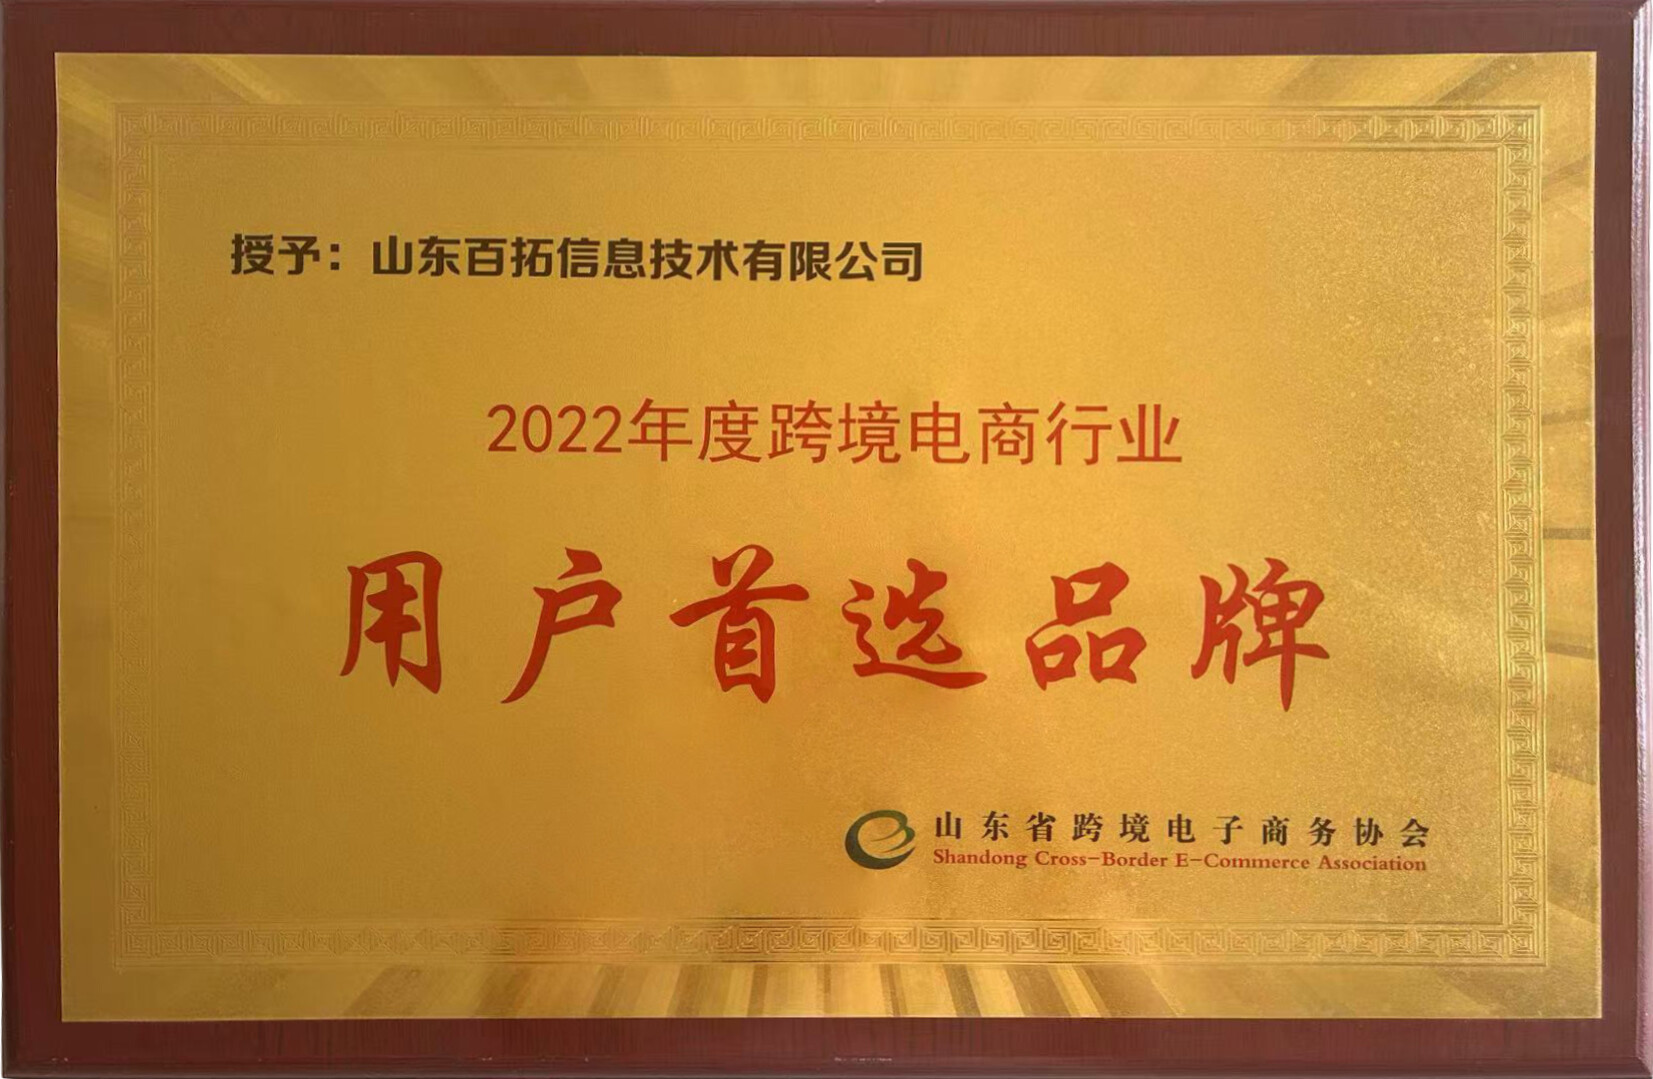 授予：山东百拓信息技术有限公司
2022年度跨境电商行业
用户首选品牌
山东省跨境电子商务协会
Shandong Cross-Border E-Commerce Association